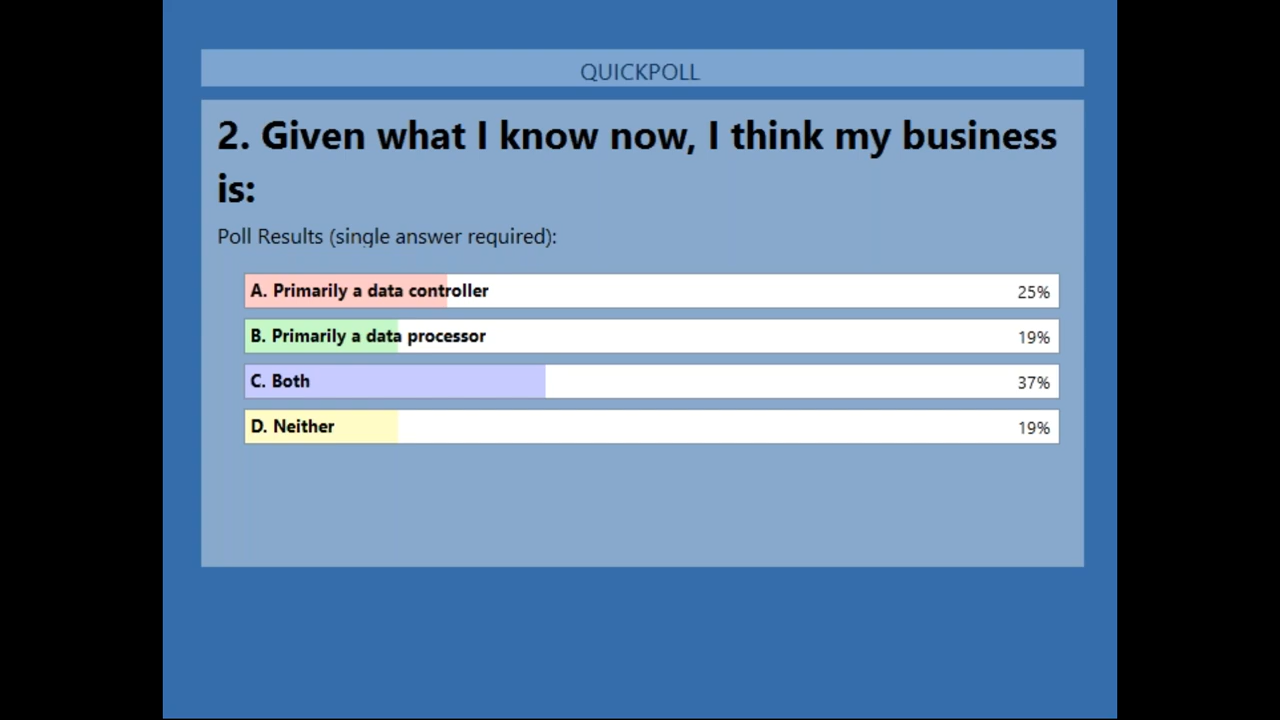 QUICKPOLL
2. Given what I know now, I think my business
is:
Poll Results (single answer required):
A. Primarily a data controller 25%
B. Primarily a data processor 19%
C. Both 37%
D. Neither 19%